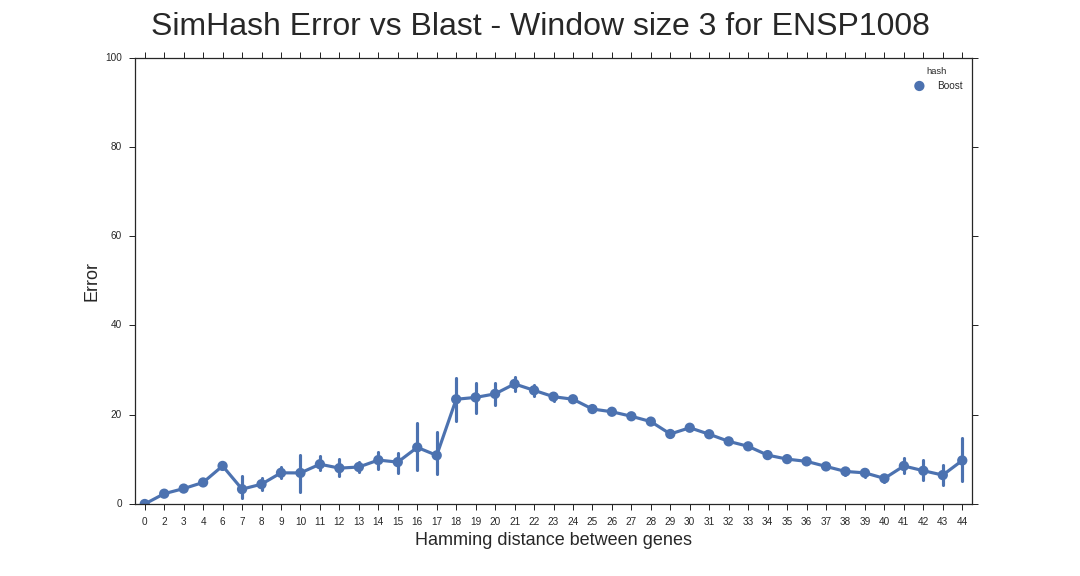 SimHash Error vs Blast - Window size 3 for ENSP1008
hash
Boost
100
80
60
40
20
0
Error
0 2 3 4 6 7 8 9 10 11 12 13 14 15 16 17 18 19 20 21 22 23 24 25 26 27 28 29 30 31 32 33 34 35 36 37 38 39 40 41 42 43 44
Hamming distance between genes